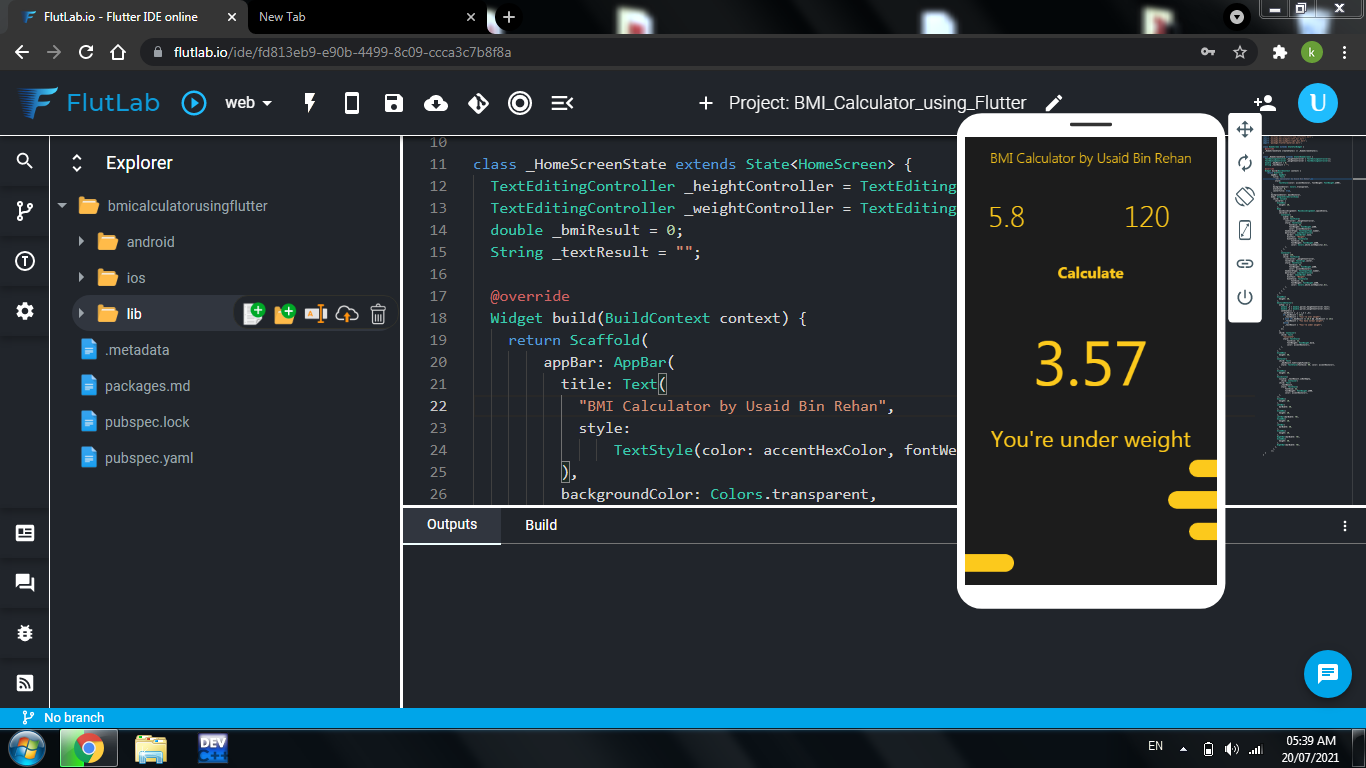 FlutLab.io - Flutter IDE online
New Tab
flutlab.io/ide/fd813eb9-e90b-4499-8c09-ccca3c7b8f8a
k
FlutLab
web
Project: BMI_Calculator_using_Flutter
U
Explorer
bmicalculatorusingflutter
android
ios
lib
.metadata
packages.md
pubspec.lock
pubspec.yaml
10
11 class _HomeScreenState extends State<HomeScreen> {
12 TextEditingController _heightController = TextEditing
13 TextEditingController _weightController = TextEditing
14 double _bmiResult = 0;
15 String _textResult = "";
16
17 @override
18 Widget build(BuildContext context) {
19 return Scaffold(
20 appBar: AppBar(
21 title: Text(
22 "BMI Calculator by Usaid Bin Rehan",
23 style:
24 TextStyle(color: accentHexColor, fontWe
25 ),
26 backgroundColor: Colors.transparent,
BMI Calculator by Usaid Bin Rehan
5.8 120
Calculate
3.57
You're under weight
Outputs Build
No branch
DEV
C++
EN
05:39 AM
20/07/2021